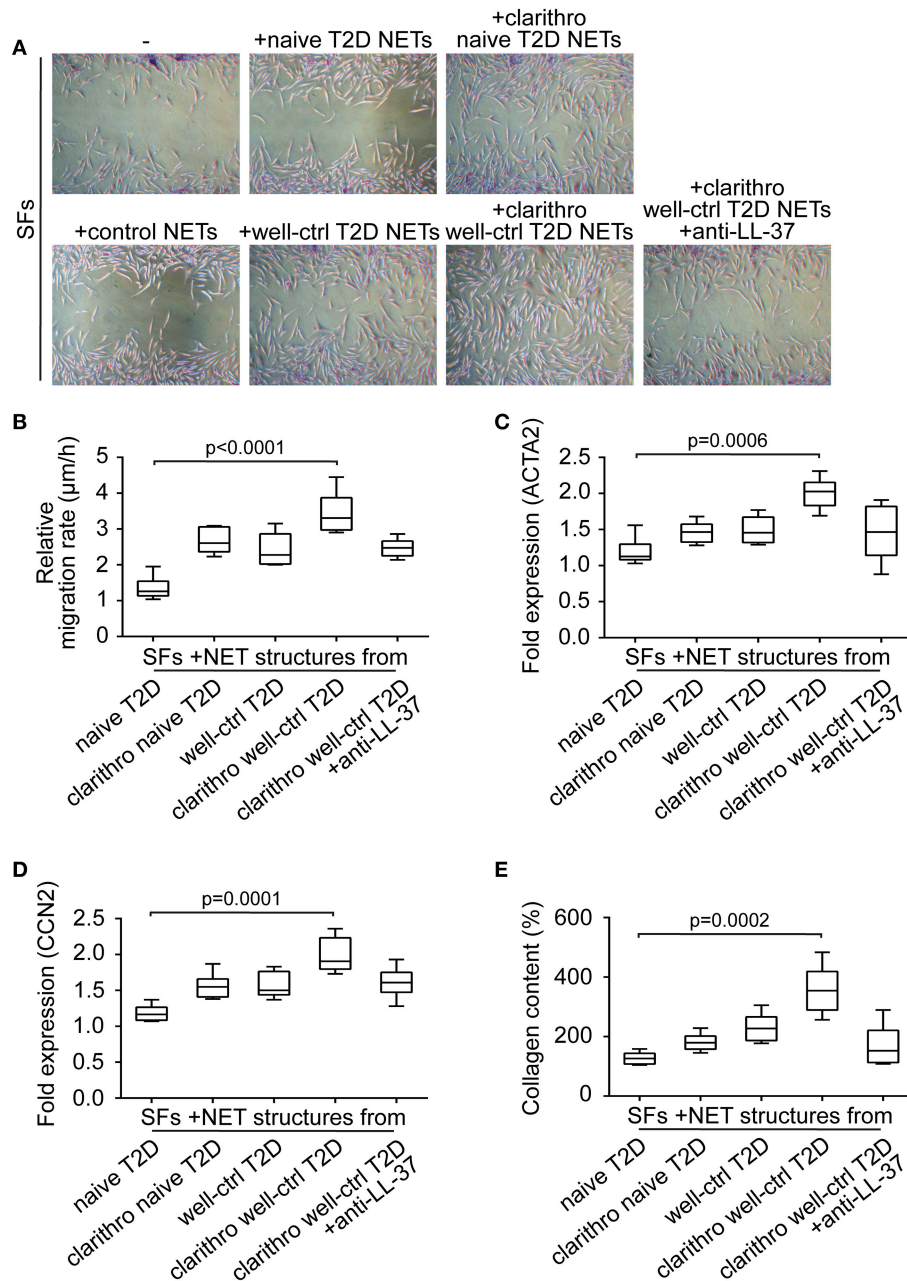 A
-
+naive T2D NETs
+clarithro
naive T2D NETs
SFs
+control NETs
+well-ctrl T2D NETs
+clarithro
well-ctrl T2D NETs
+clarithro
well-ctrl T2D NETs
+anti-LL-37
B
Relative
migration rate (μm/h)
5
4
3
2
1
0
p<0.0001
SFs +NET structures from
naive T2D
clarithro naive T2D
well-ctrl T2D
clarithro well-ctrl T2D
clarithro well-ctrl T2D
+anti-LL-37
C
Fold expression (ACTA2)
2.5
2.0
1.5
1.0
0.5
0.0
p=0.0006
SFs +NET structures from
naive T2D
clarithro naive T2D
well-ctrl T2D
clarithro well-ctrl T2D
clarithro well-ctrl T2D
+anti-LL-37
D
Fold expression (CCN2)
2.5
2.0
1.5
1.0
0.5
0.0
p=0.0001
SFs +NET structures from
naive T2D
clarithro naive T2D
well-ctrl T2D
clarithro well-ctrl T2D
clarithro well-ctrl T2D
+anti-LL-37
E
Collagen content (%)
600
400
200
0
p=0.0002
SFs +NET structures from
naive T2D
clarithro naive T2D
well-ctrl T2D
clarithro well-ctrl T2D
clarithro well-ctrl T2D
+anti-LL-37